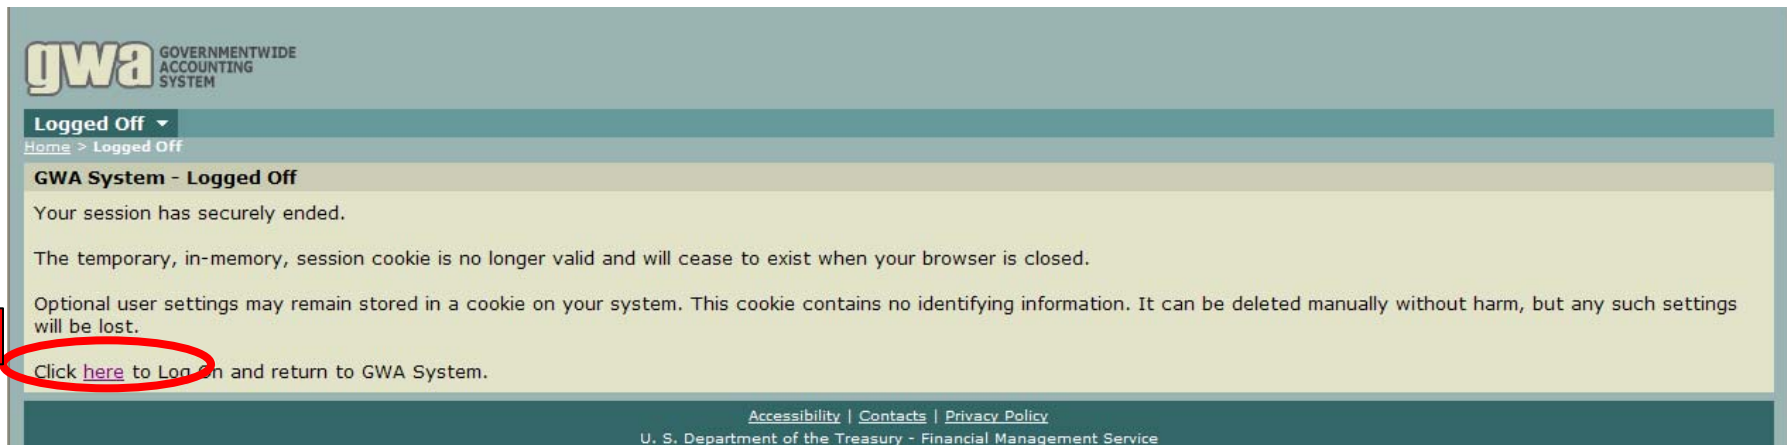 gwa GOVERNMENTWIDE
ACCOUNTING
SYSTEM
Logged Off
Home > Logged Off
GWA System - Logged Off
Your session has securely ended.
The temporary, in-memory, session cookie is no longer valid and will cease to exist when your browser is closed.
Optional user settings may remain stored in a cookie on your system. This cookie contains no identifying information. It can be deleted manually without harm, but any such settings
will be lost.
Click here to Log On and return to GWA System.
Accessibility | Contacts | Privacy Policy
U. S. Department of the Treasury - Financial Management Service